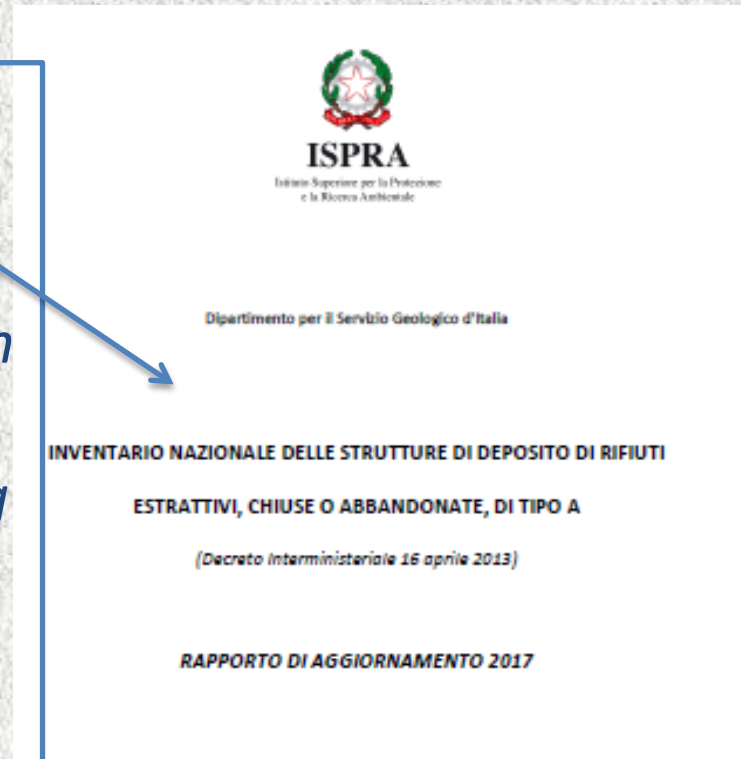 ISPRA
Istituto Superiore per la Protezione
e la Ricerca Ambientale
Dipartimento per il Servizio Geologico d'Italia
INVENTARIO NAZIONALE DELLE STRUTTURE DI DEPOSITO DI RIFIUTI
ESTRATTIVI, CHIUSE O ABBANDONATE, DI TIPO A
(Decreto Interministeriale 16 aprile 2013)
RAPPORTO DI AGGIORNAMENTO 2017